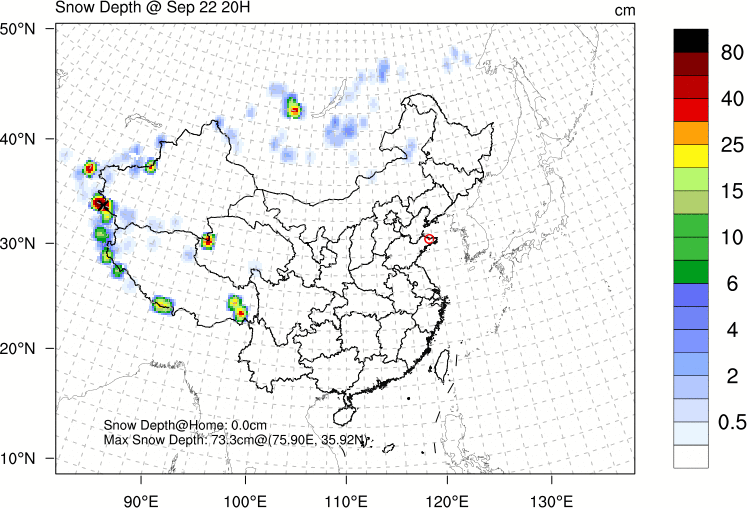 Snow Depth @ Sep 22 20H
cm
50°N
40°N
30°N
20°N
10°N
90°E
100°E
110°E
120°E
130°E
80
40
25
15
10
6
4
2
0.5
Snow Depth@Home: 0.0cm
Max Snow Depth: 73.3cm@(75.90E, 35.92N)